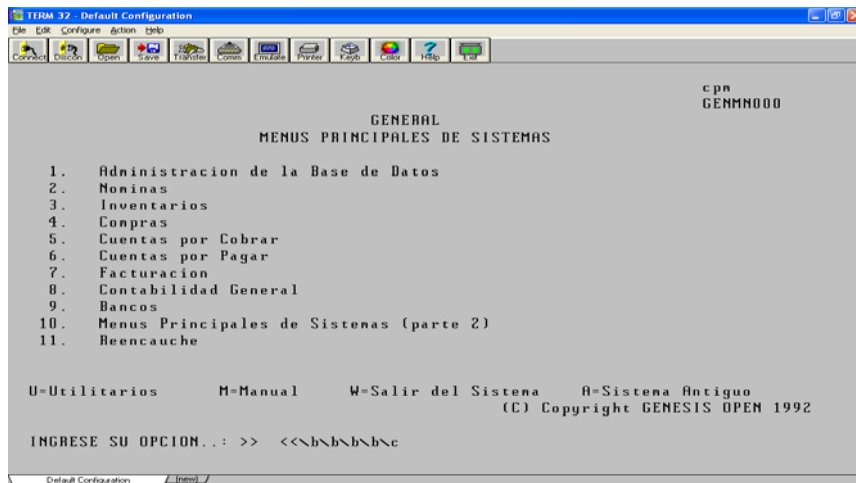 TERM 32 - Default Configuration
File Edit Configure Action Help
Connect Discon Open Save Transfer Comm Emulate Printer Keyb Color Help Exit
cpm
GENMN000
GENERAL
MENUS PRINCIPALES DE SISTEMAS
1. Administracion de la Base de Datos
2. Nominas
3. Inventarios
4. Compras
5. Cuentas por Cobrar
6. Cuentas por Pagar
7. Facturacion
8. Contabilidad General
9. Bancos
10. Menus Principales de Sistemas (parte 2)
11. Reencauche
U=Utilitarios M=Manual W=Salir del Sistema A=Sistema Antiguo
(C) Copyright GENESIS OPEN 1992
INGRESE SU OPCION..: >> <<\b\b\b\b\c
Default Configuration [new]